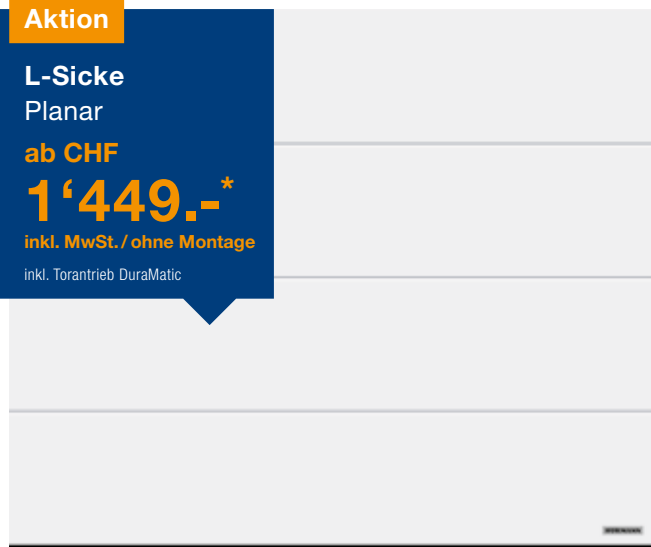 Aktion
L-Sicke
Planar
ab CHF
1‘449.-*
inkl. MwSt. / ohne Montage
inkl. Torantrieb DuraMatic